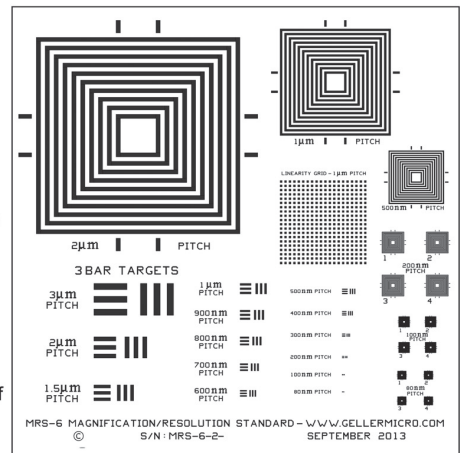 1µm PITCH
2µm PITCH
LINEARITY GRID-1µm PITCH
500nm PITCH
1 2
200nm
PITCH
3 4
3 BAR TARGETS
3µm
PITCH
2µm
PITCH
1.5µm
PITCH
1µm
PITCH
900nm
PITCH
800nm
PITCH
700nm
PITCH
600nm
PITCH
500nm PITCH
400nm PITCH
300nm PITCH
200nm PITCH
100nm PITCH
80nm PITCH
1 2
100nm
PITCH
3 4
1 2
80nm
PITCH
3 4
f
MRS-6 MAGNIFICATION/RESOLUTION STANDARD-WWW.GELLERMICRO.COM
© S/N:MRS-6-2- SEPTEMBER 2013